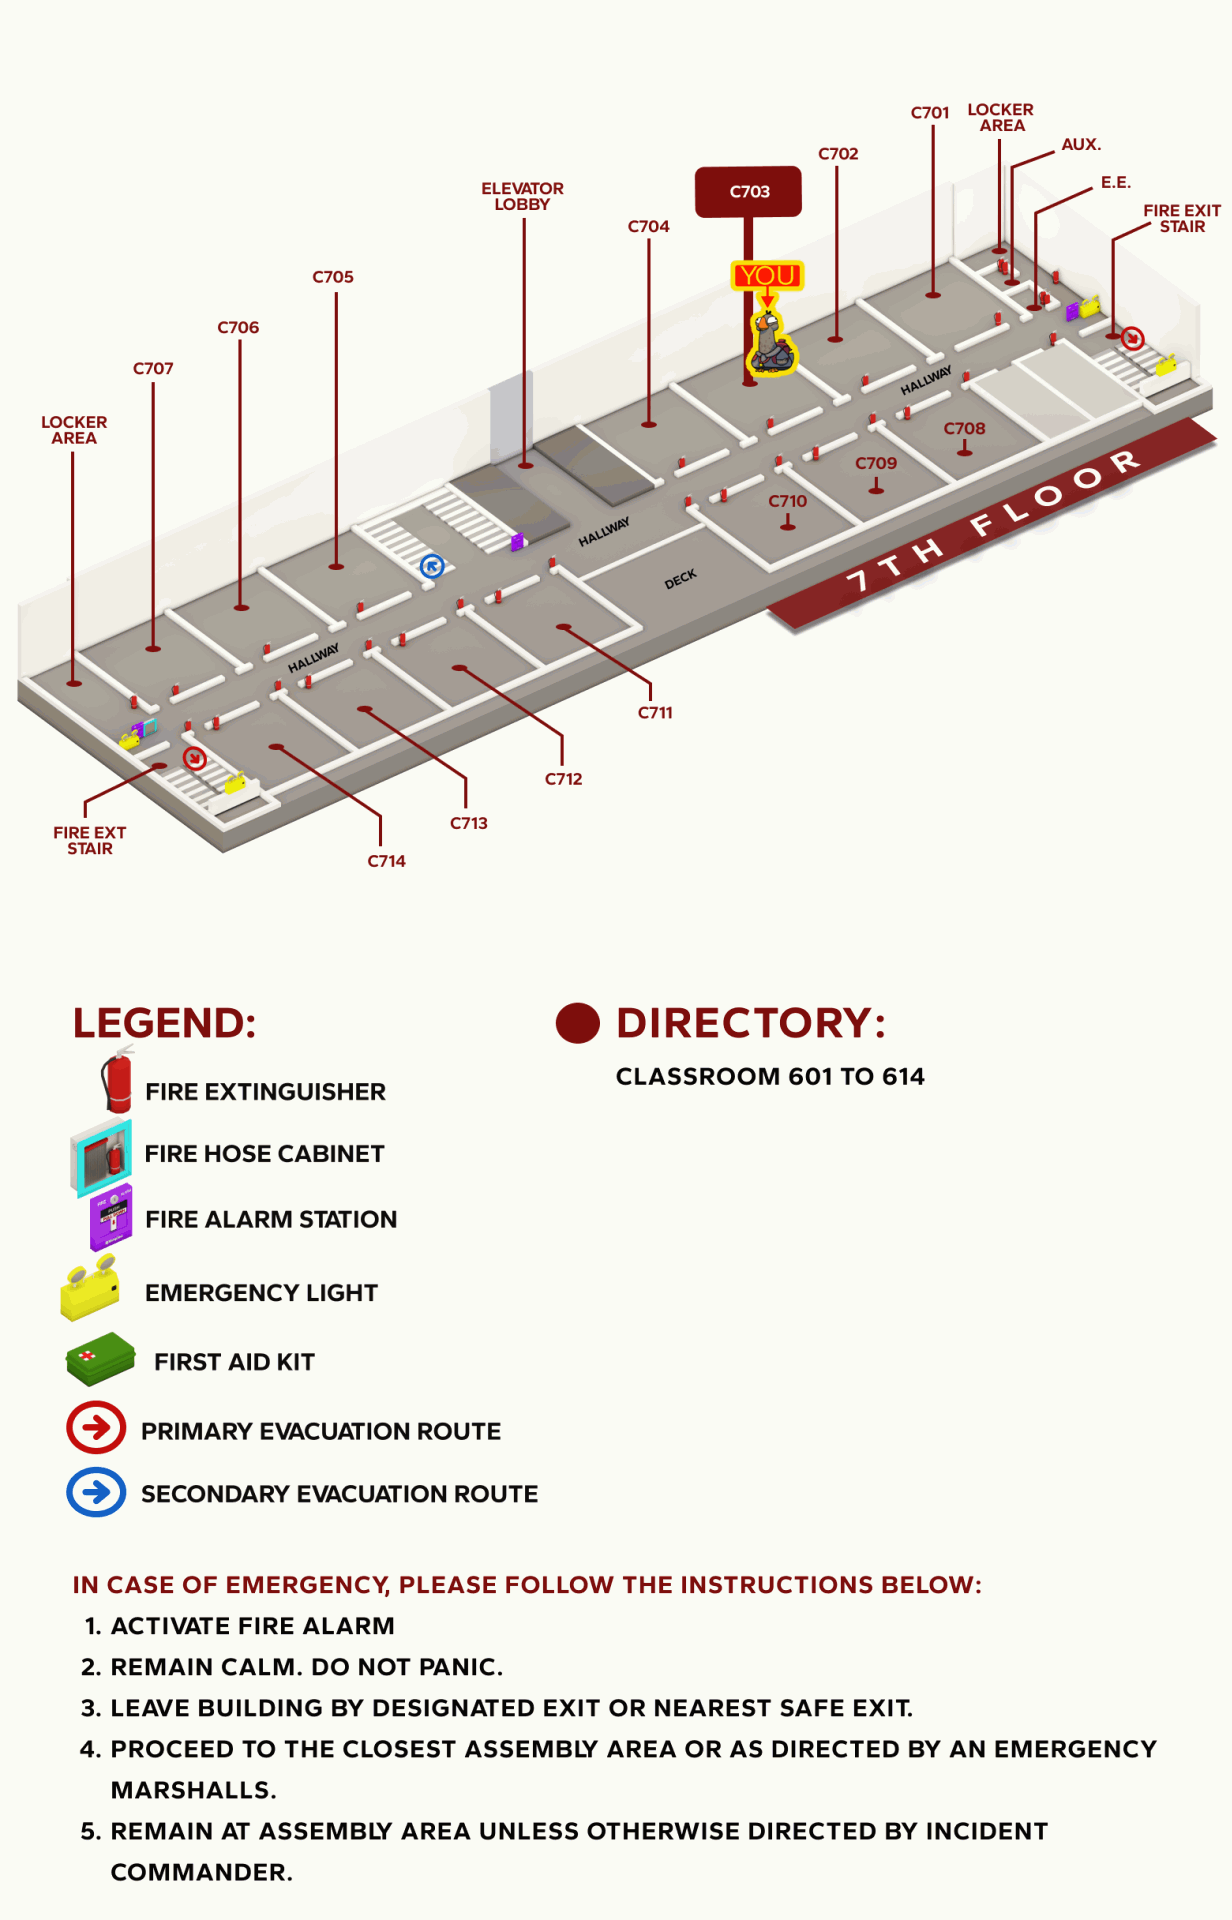 C701
LOCKER
AREA
AUX.
C702
E.E.
C703
ELEVATOR
LOBBY
FIRE EXIT
STAIR
C704
YOU
C705
C706
C707
HALLWAY
LOCKER
AREA
C708
C709
C710
7TH FLOOR
HALLWAY
DECK
HALLWAY
C711
C712
C713
FIRE EXT
STAIR
C714
LEGEND:
FIRE EXTINGUISHER
FIRE HOSE CABINET
FIRE ALARM STATION
EMERGENCY LIGHT
FIRST AID KIT
PRIMARY EVACUATION ROUTE
SECONDARY EVACUATION ROUTE
DIRECTORY:
CLASSROOM 601 TO 614
IN CASE OF EMERGENCY, PLEASE FOLLOW THE INSTRUCTIONS BELOW:
1. ACTIVATE FIRE ALARM
2. REMAIN CALM. DO NOT PANIC.
3. LEAVE BUILDING BY DESIGNATED EXIT OR NEAREST SAFE EXIT.
4. PROCEED TO THE CLOSEST ASSEMBLY AREA OR AS DIRECTED BY AN EMERGENCY
MARSHALLS.
5. REMAIN AT ASSEMBLY AREA UNLESS OTHERWISE DIRECTED BY INCIDENT
COMMANDER.